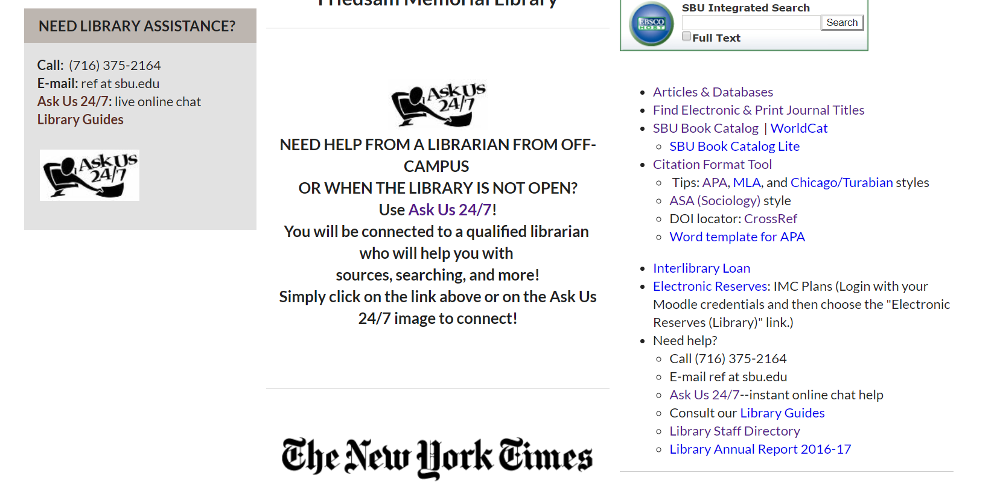 NEED LIBRARY ASSISTANCE?
Call: (716) 375-2164
E-mail: ref at sbu.edu
Ask Us 24/7: live online chat
Library Guides
Ask Us
24/7
Friedsam Memorial Library
Ask Us
24/7
NEED HELP FROM A LIBRARIAN FROM OFF-
CAMPUS
OR WHEN THE LIBRARY IS NOT OPEN?
Use Ask Us 24/7!
You will be connected to a qualified librarian
who will help you with
sources, searching, and more!
Simply click on the link above or on the Ask Us
24/7 image to connect!
The New York Times
EBSCO
HOST
SBU Integrated Search
Search
Full Text
Articles & Databases
Find Electronic & Print Journal Titles
SBU Book Catalog | WorldCat
SBU Book Catalog Lite
Citation Format Tool
Tips: APA, MLA, and Chicago/Turabian styles
ASA (Sociology) style
DOI locator: CrossRef
Word template for APA
Interlibrary Loan
Electronic Reserves: IMC Plans (Login with your
Moodle credentials and then choose the "Electronic
Reserves (Library)" link.)
Need help?
Call (716) 375-2164
E-mail ref at sbu.edu
Ask Us 24/7--instant online chat help
Consult our Library Guides
Library Staff Directory
Library Annual Report 2016-17